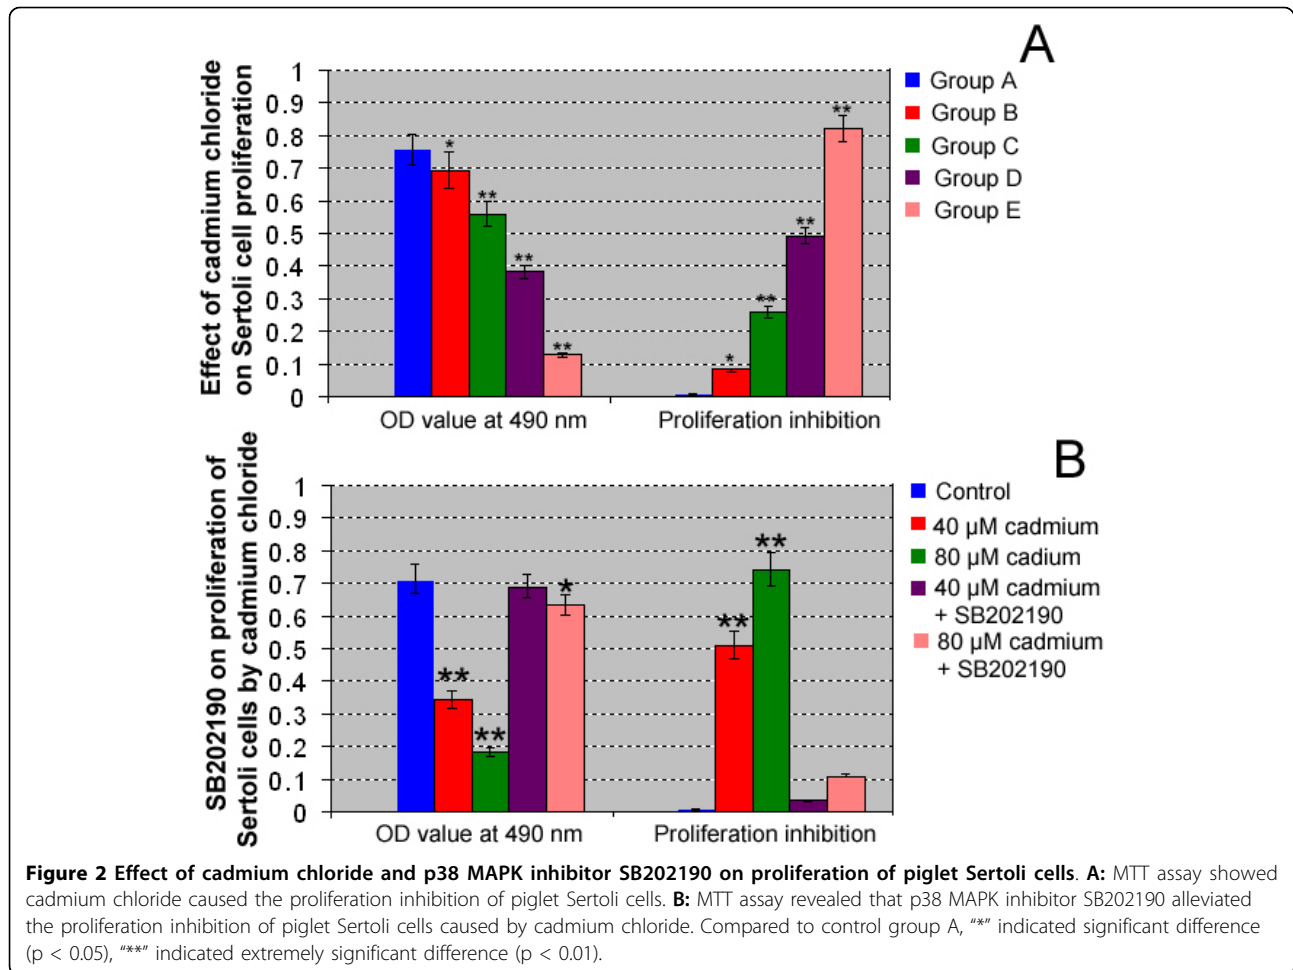 A
Effect of cadmium chloride
on Sertoli cell proliferation
1
0.9
0.8
0.7
0.6
0.5
0.4
0.3
0.2
0.1
0
*
**
**
**
*
**
**
**
OD value at 490 nm
Proliferation inhibition
Group A
Group B
Group C
Group D
Group E
B
SB202190 on proliferation of
Sertoli cells by cadmium chloride
1
0.9
0.8
0.7
0.6
0.5
0.4
0.3
0.2
0.1
0
**
**
*
**
**
OD value at 490 nm
Proliferation inhibition
Control
40 µM cadmium
80 µM cadium
40 µM cadmium
+ SB202190
80 µM cadmium
+ SB202190
Figure 2 Effect of cadmium chloride and p38 MAPK inhibitor SB202190 on proliferation of piglet Sertoli cells. A: MTT assay showed
cadmium chloride caused the proliferation inhibition of piglet Sertoli cells. B: MTT assay revealed that p38 MAPK inhibitor SB202190 alleviated
the proliferation inhibition of piglet Sertoli cells caused by cadmium chloride. Compared to control group A, “*” indicated significant difference
(p < 0.05), “**” indicated extremely significant difference (p < 0.01).